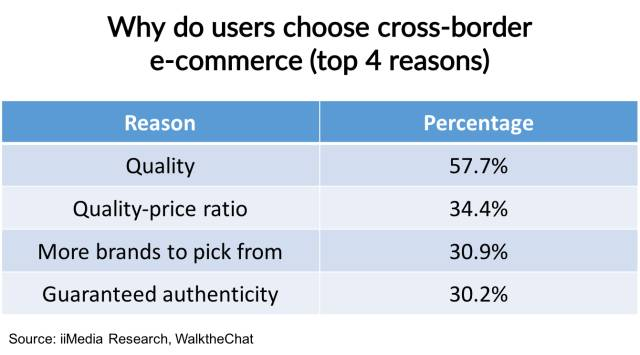 Why do users choose cross-border
e-commerce (top 4 reasons)
Reason Percentage
Quality 57.7%
Quality-price ratio 34.4%
More brands to pick from 30.9%
Guaranteed authenticity 30.2%
Source: iiMedia Research, WalktheChat